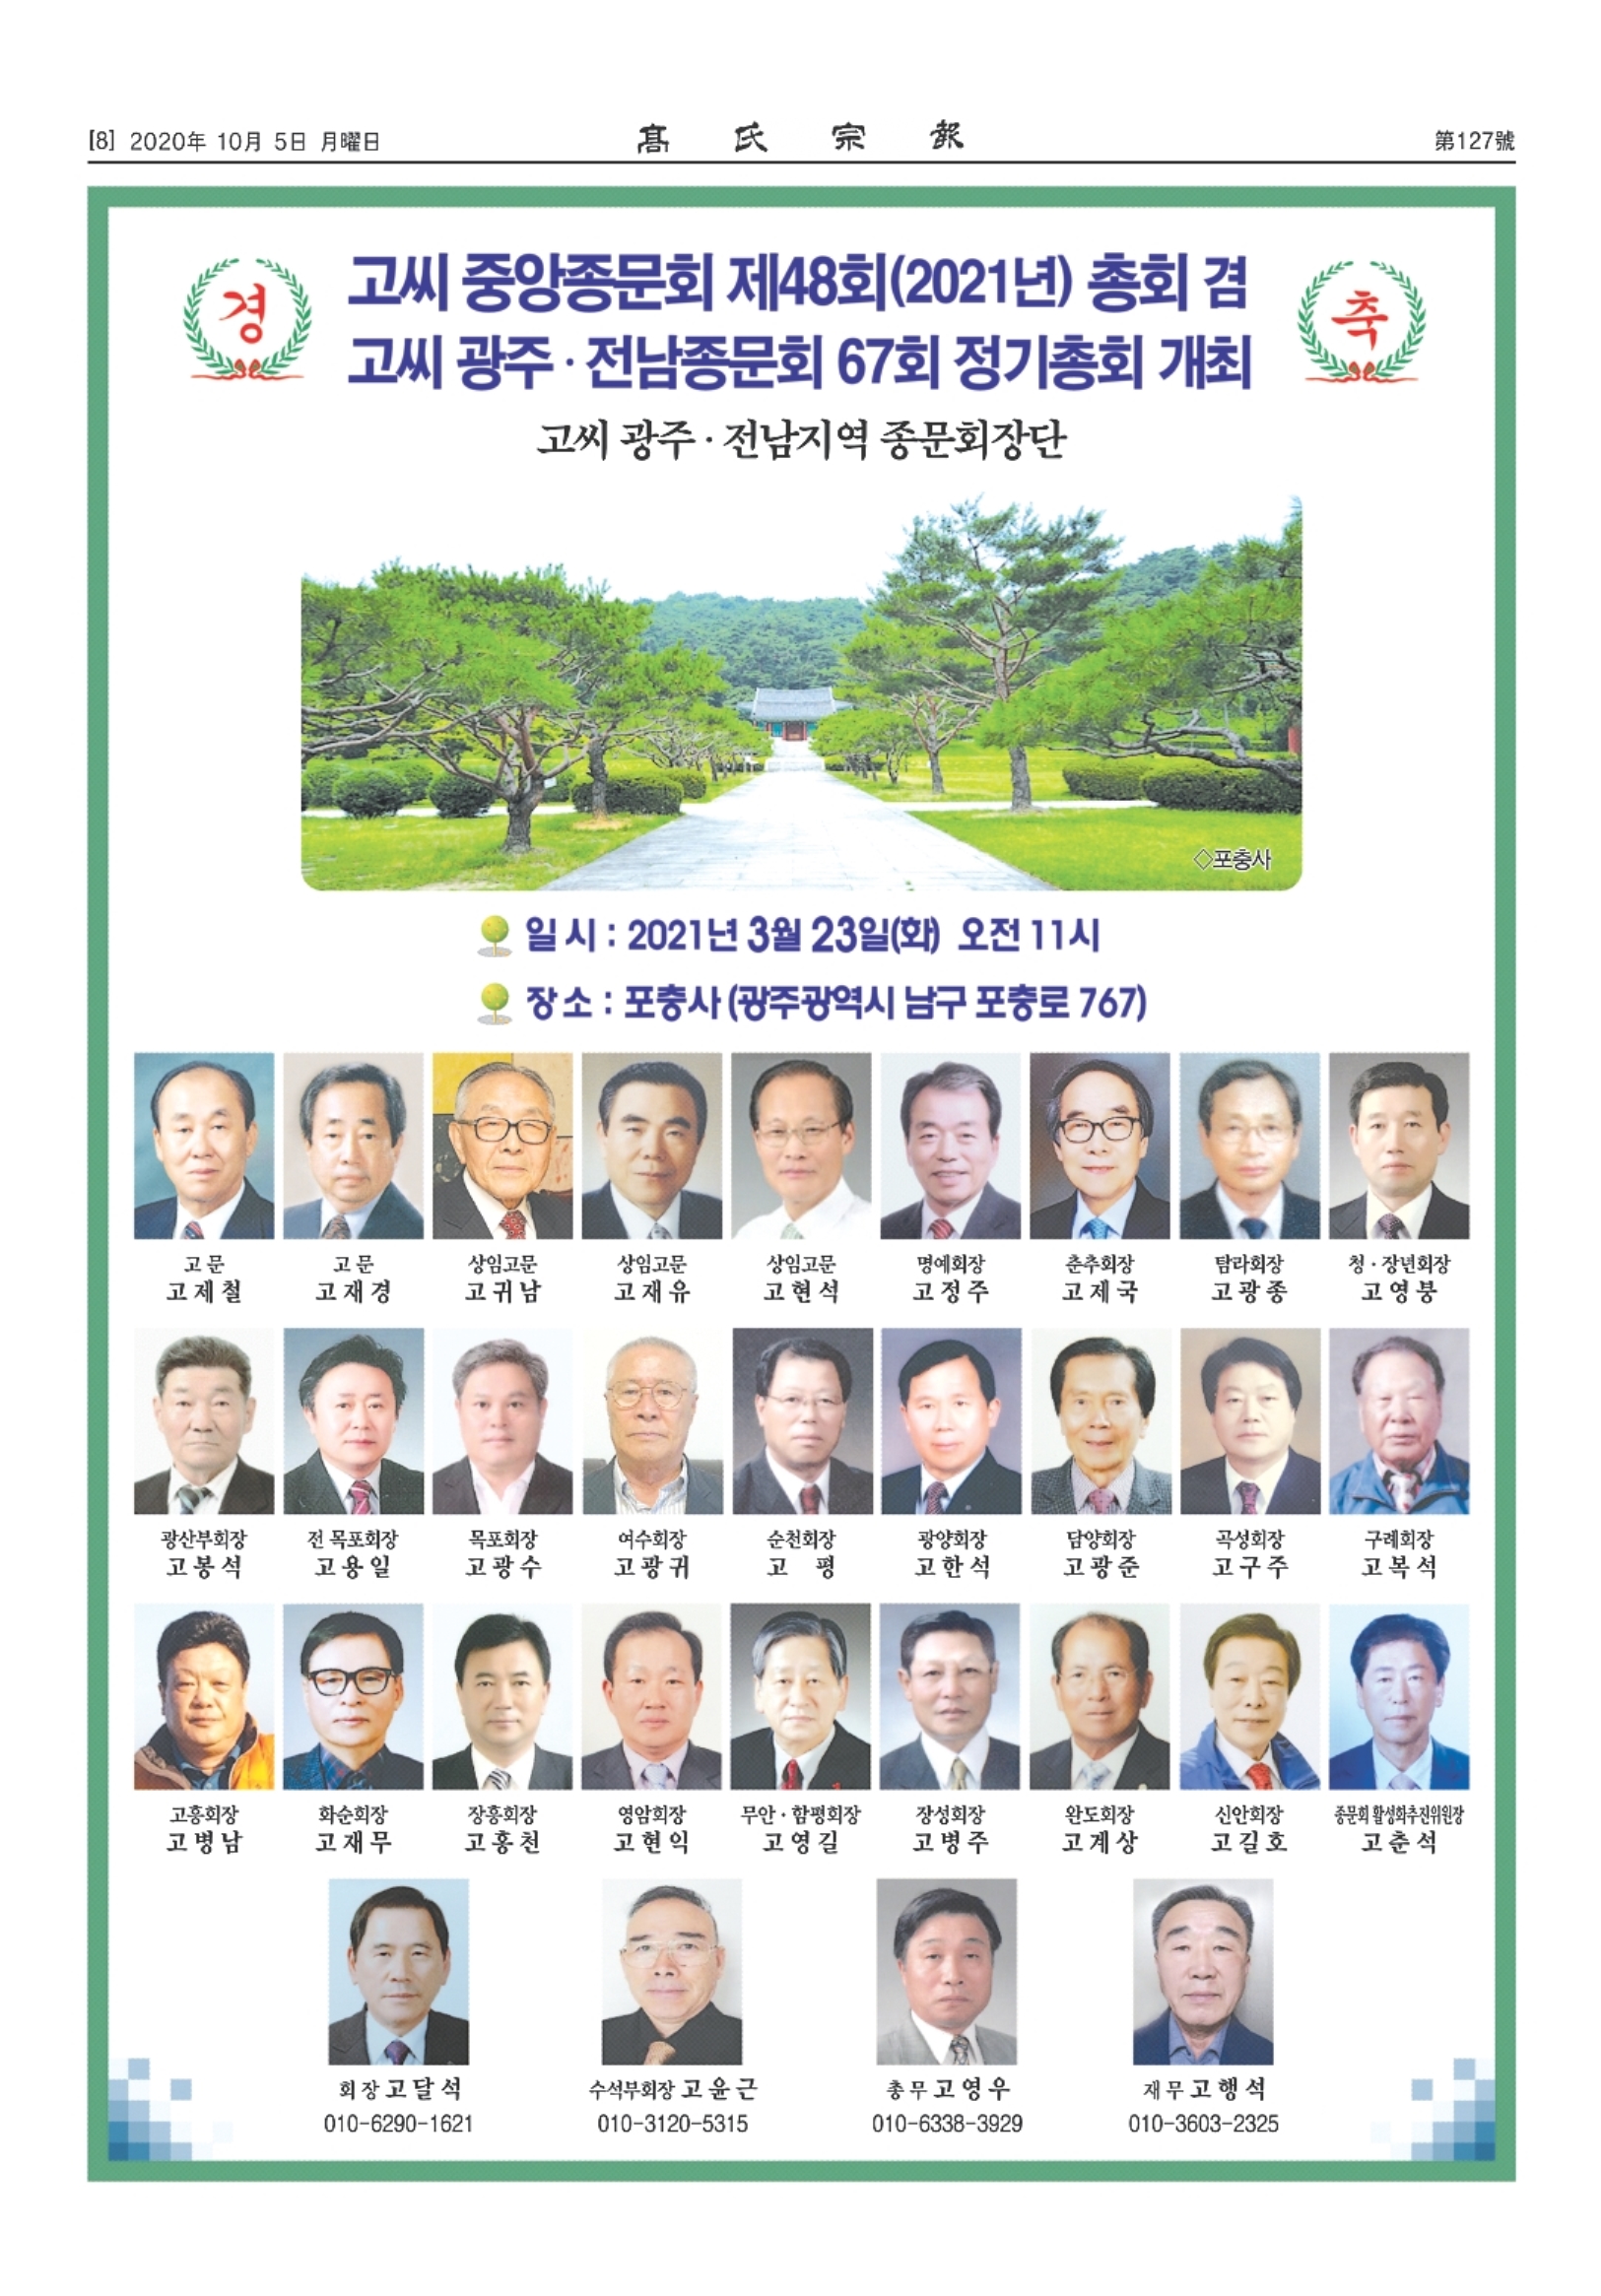 [8] 2020年 10月 5日 月曜日
髙氏宗報
第127號
경
고씨 중앙종문회 제48회(2021년) 총회 겸
고씨 광주·전남종문회 67회 정기총회 개최
축
고씨 광주·전남지역 종문회장단
◇포충사
일 시 : 2021년 3월 23일(화) 오전 11시
장 소 : 포충사 (광주광역시 남구 포충로 767)
고 문 고 문 상임고문 상임고문 상임고문 명예회장 춘추회장 탐라회장 청·장년회장
고 제 철 고 재 경 고 귀 남 고 재 유 고 현 석 고 정 주 고 제 국 고 광 종 고 영 붕
광산부회장 전 목포회장 목포회장 여수회장 순천회장 광양회장 담양회장 곡성회장 구례회장
고 봉 석 고 용 일 고 광 수 고 광 귀 고 평 고 한 석 고 광 준 고 구 주 고 복 석
고흥회장 화순회장 장흥회장 영암회장 무안·함평회장 장성회장 완도회장 신안회장 종문회 활성화추진위원장
고 병 남 고 재 무 고 홍 천 고 현 익 고 영 길 고 병 주 고 계 상 고 길 호 고 춘 석
회 장 고 달 석 수석부회장 고 윤 근 총 무 고 영 우 재 무 고 행 석
010-6290-1621 010-3120-5315 010-6338-3929 010-3603-2325